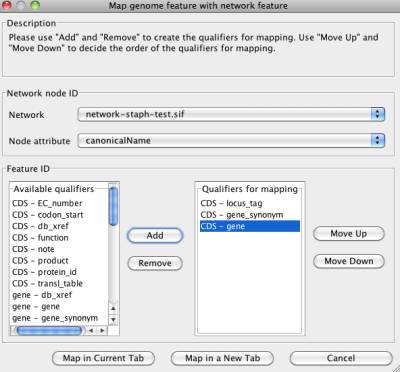 Map genome feature with network feature
Description
Please use "Add" and "Remove" to create the qualifiers for mapping. Use "Move Up" and
"Move Down" to decide the order of the qualifiers for mapping.
Network node ID
Network
network-staph-test.sif
Node attribute
canonicalName
Feature ID
Available qualifiers
CDS - EC_number
CDS - codon_start
CDS - db_xref
CDS - function
CDS - note
CDS - product
CDS - protein_id
CDS - transl_table
gene - db_xref
gene - gene
gene - gene_synonym
Add
Remove
Qualifiers for mapping
CDS - locus_tag
CDS - gene_synonym
CDS - gene
Move Up
Move Down
Map in Current Tab
Map in a New Tab
Cancel